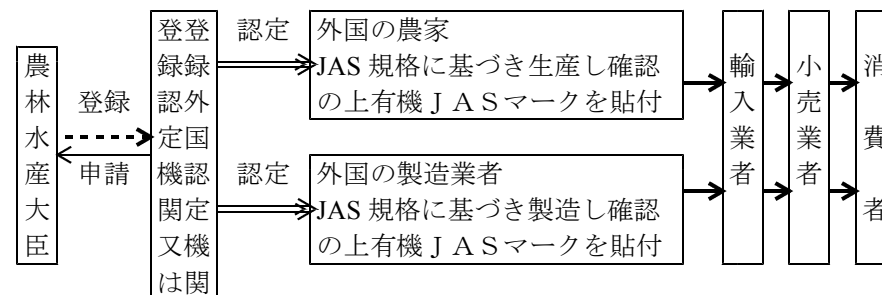 農林水産大臣
登録
申請
登録認定機関又は
登録外国認定機関
認定
外国の農家
JAS 規格に基づき生産し確認
の上有機ＪＡＳマークを貼付
認定
外国の製造業者
JAS 規格に基づき製造し確認
の上有機ＪＡＳマークを貼付
輸入業者
小売業者
消費者